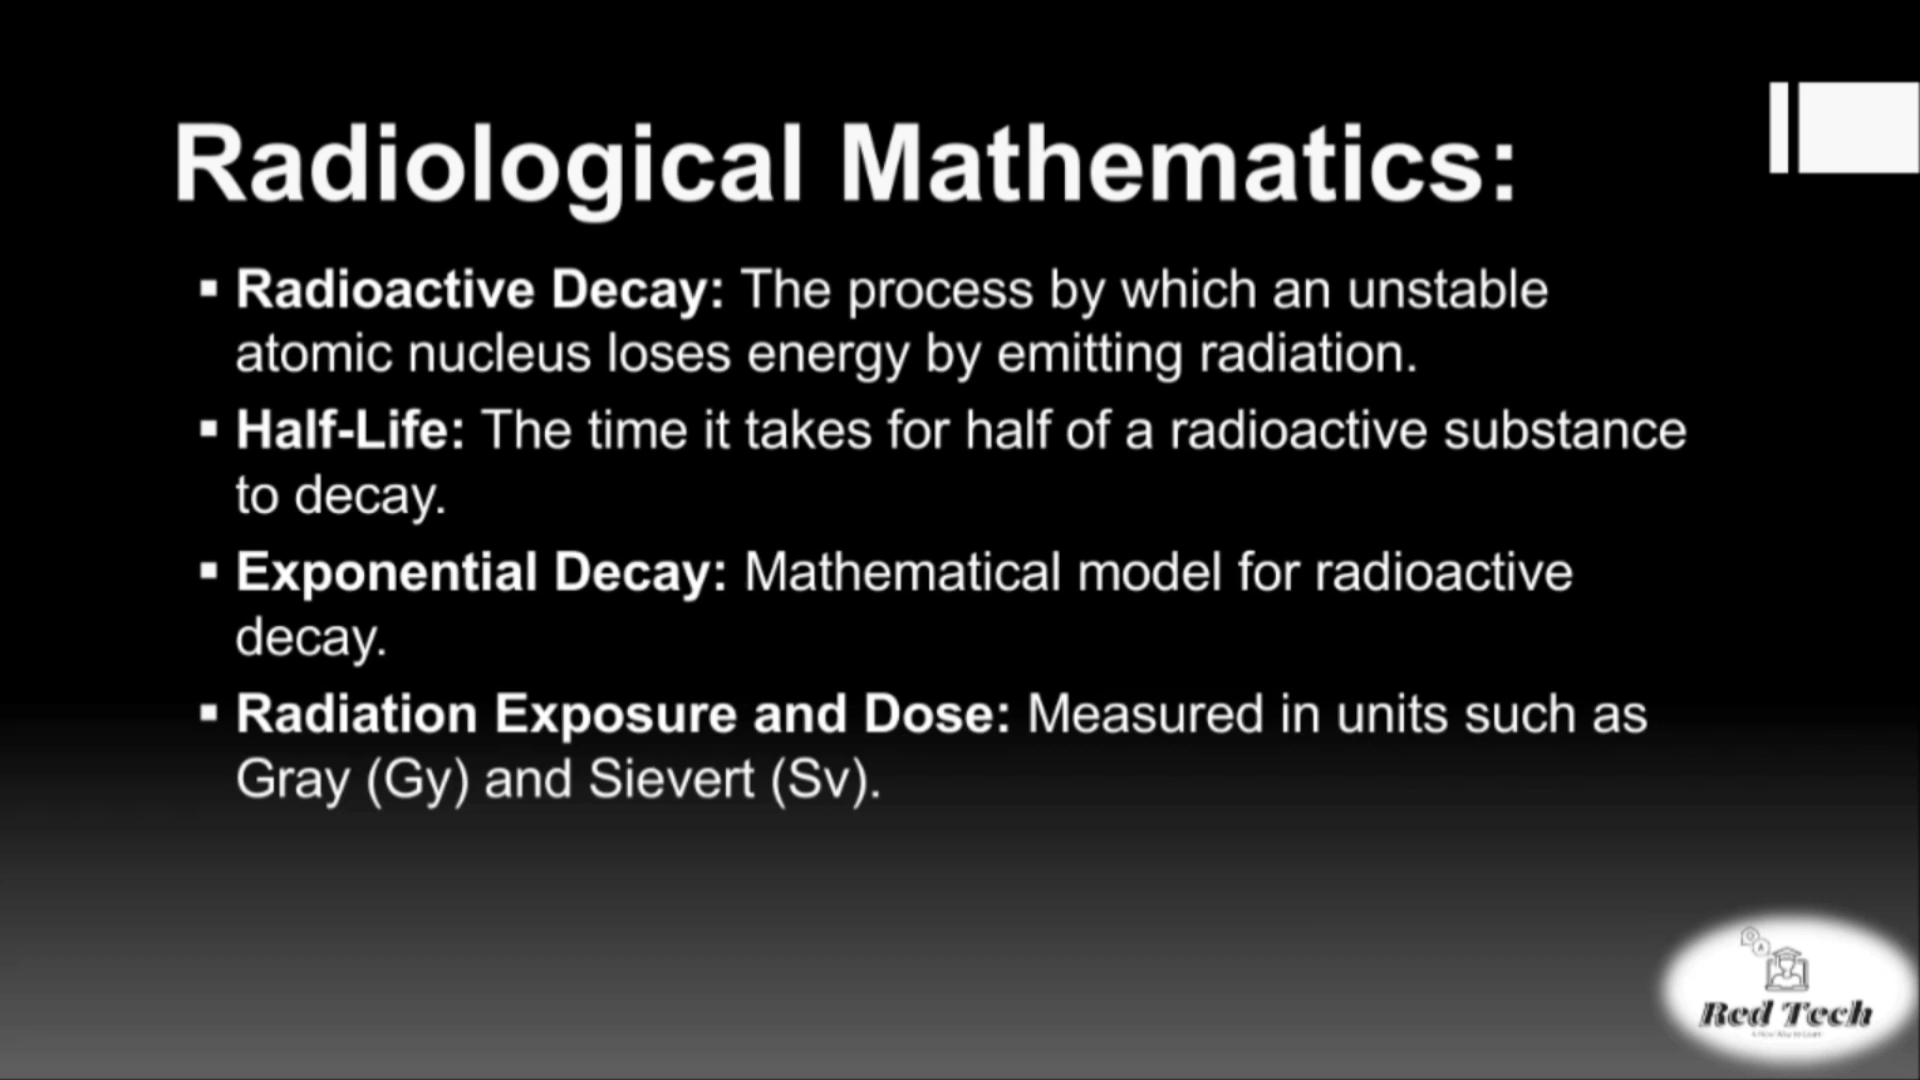 Radiological Mathematics:
▪ Radioactive Decay: The process by which an unstable
atomic nucleus loses energy by emitting radiation.
▪ Half-Life: The time it takes for half of a radioactive substance
to decay.
▪ Exponential Decay: Mathematical model for radioactive
decay.
▪ Radiation Exposure and Dose: Measured in units such as
Gray (Gy) and Sievert (Sv).
Red Tech